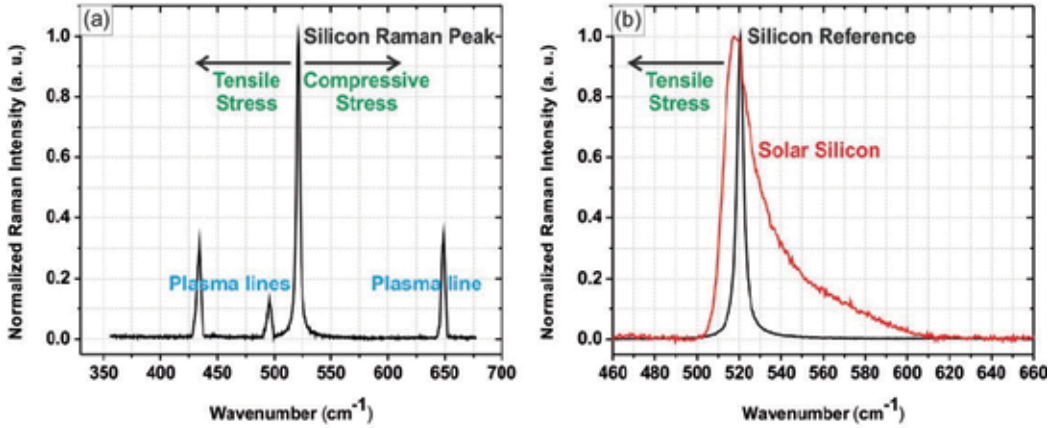 (a)
Silicon Raman Peak
Tensile
Stress
Compressive
Stress
Plasma lines
Plasma line
Normalized Raman Intensity (a. u.)
1.0
0.8
0.6
0.4
0.2
0.0
350 400 450 500 550 600 650 700
Wavenumber (cm⁻¹)
(b)
Silicon Reference
Tensile
Stress
Solar Silicon
Normalized Raman Intensity (a. u.)
1.0
0.8
0.6
0.4
0.2
0.0
460 480 500 520 540 560 580 600 620 640 660
Wavenumber (cm⁻¹)